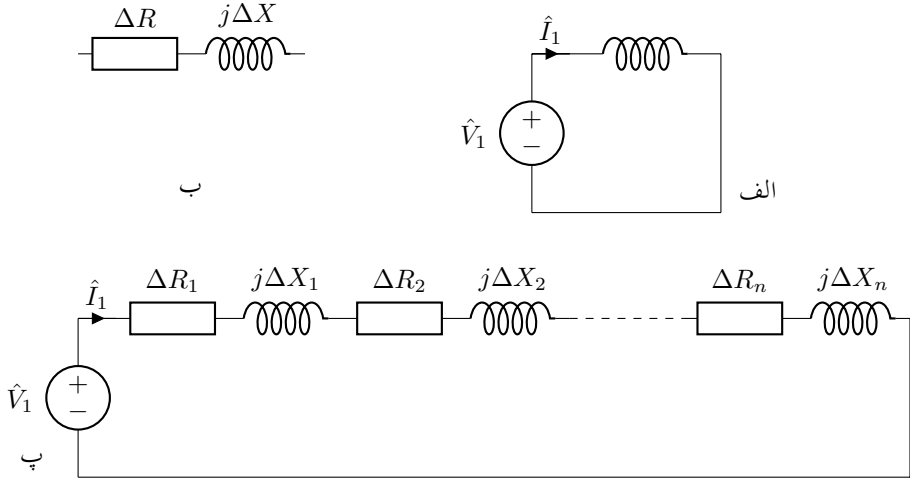 ΔR jΔX
Î₁
V̂₁
+
−
ب
الف
ΔR₁ jΔX₁ ΔR₂ jΔX₂ ΔRₙ jΔXₙ
Î₁
V̂₁
+
−
پ